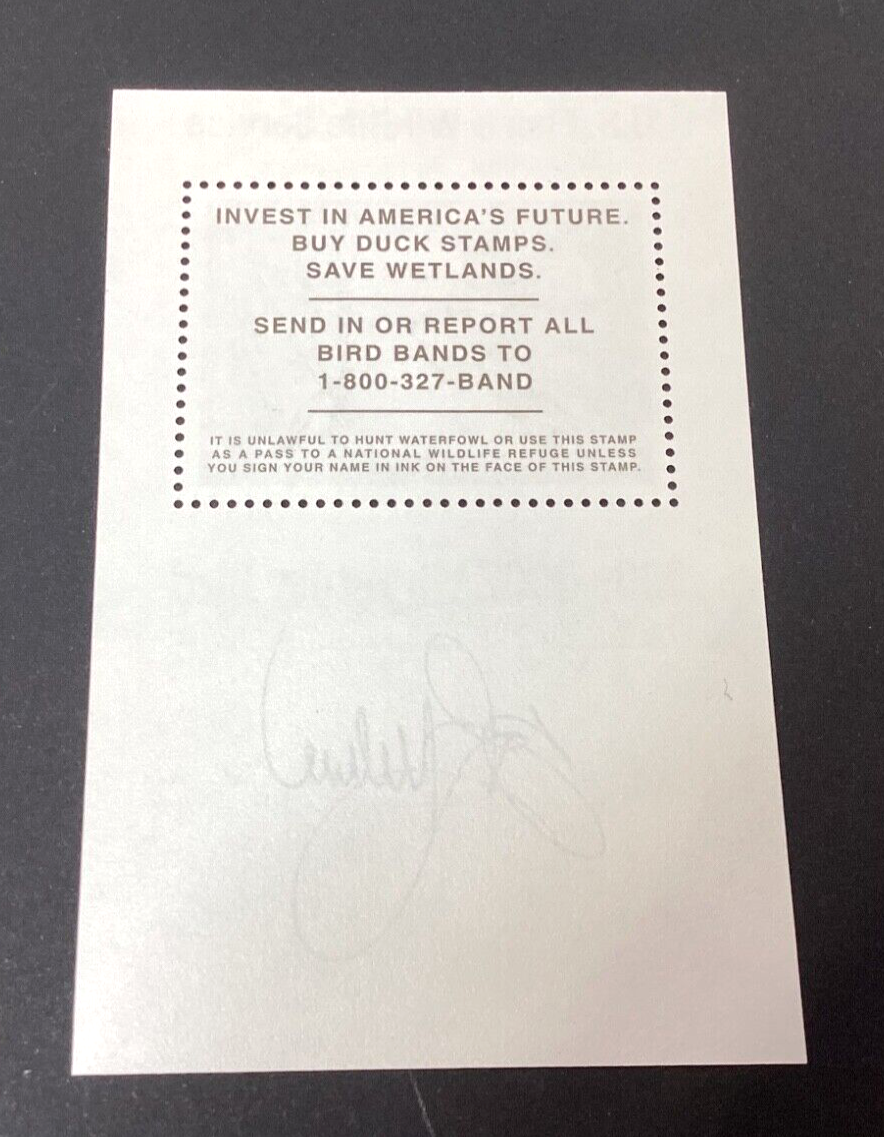 INVEST IN AMERICA'S FUTURE.
BUY DUCK STAMPS.
SAVE WETLANDS.
SEND IN OR REPORT ALL
BIRD BANDS TO
1-800-327-BAND
IT IS UNLAWFUL TO HUNT WATERFOWL OR USE THIS STAMP
AS A PASS TO A NATIONAL WILDLIFE REFUGE UNLESS
YOU SIGN YOUR NAME IN INK ON THE FACE OF THIS STAMP.